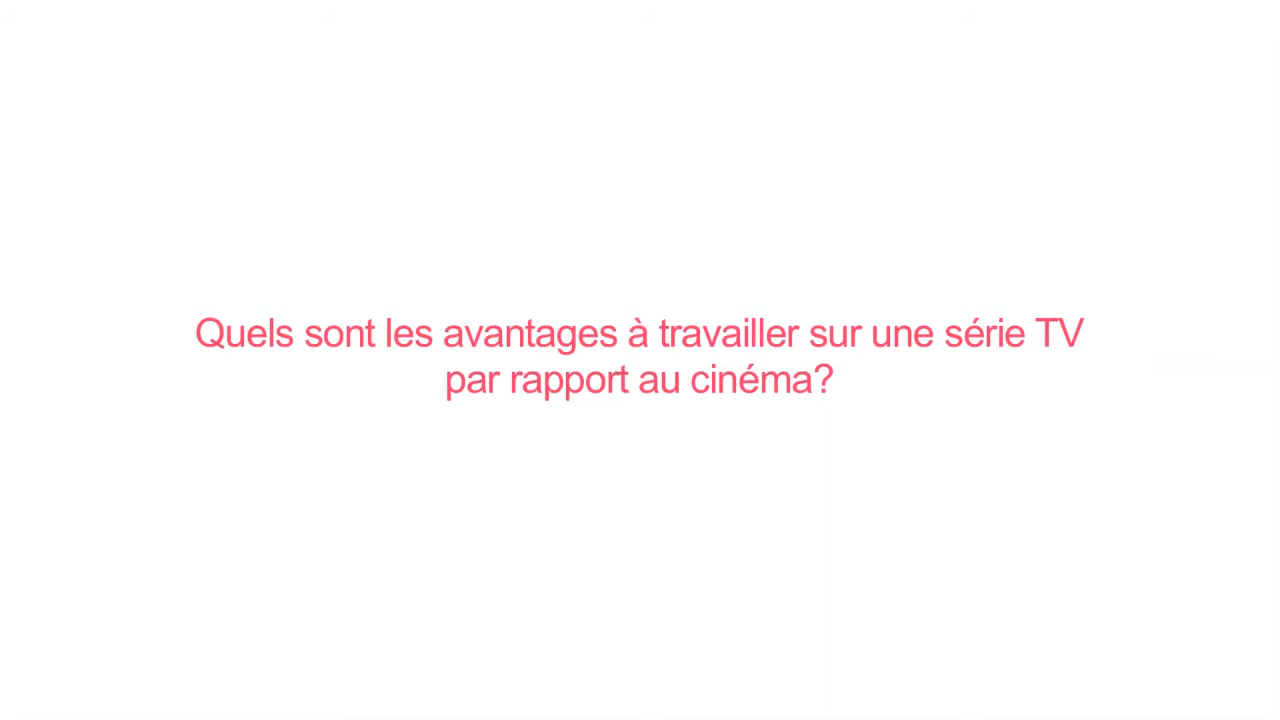 Quels sont les avantages à travailler sur une série TV
par rapport au cinéma?